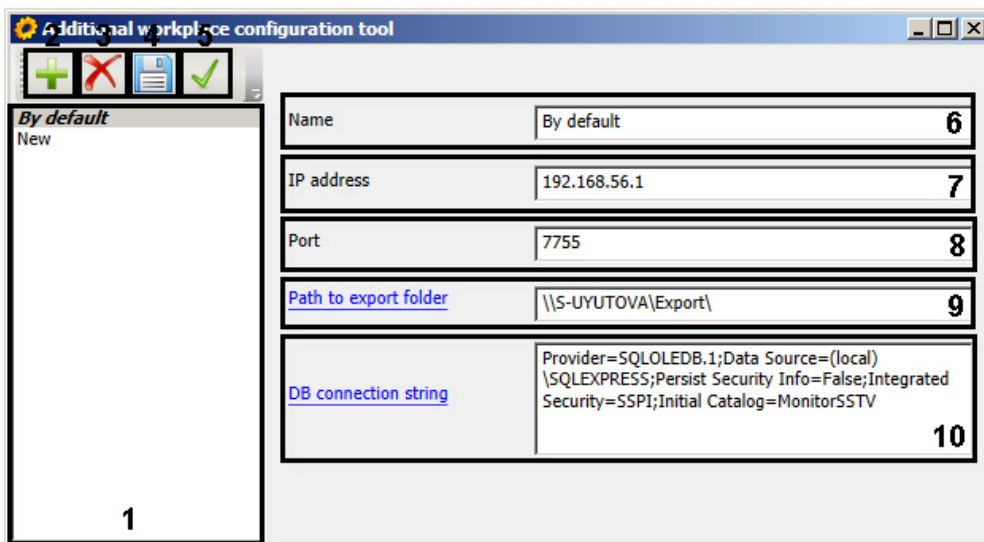 Additional workplace configuration tool
2 3 4 5
By default
New
1
Name
By default
6
IP address
192.168.56.1
7
Port
7755
8
Path to export folder
\\S-UYUTOVA\Export\
9
DB connection string
Provider=SQLOLEDB.1;Data Source=(local)
\SQLEXPRESS;Persist Security Info=False;Integrated
Security=SSPI;Initial Catalog=MonitorSSTV
10